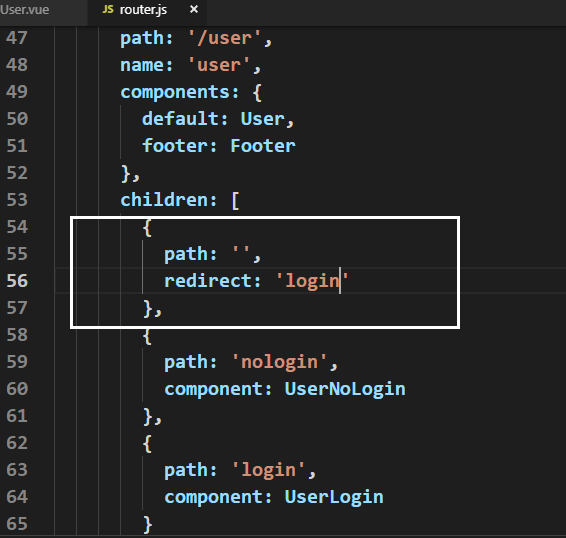 User.vue JS router.js ×
47 path: '/user',
48 name: 'user',
49 components: {
50 default: User,
51 footer: Footer
52 },
53 children: [
54 {
55 path: '',
56 redirect: 'login'
57 },
58 {
59 path: 'nologin',
60 component: UserNoLogin
61 },
62 {
63 path: 'login',
64 component: UserLogin
65 }